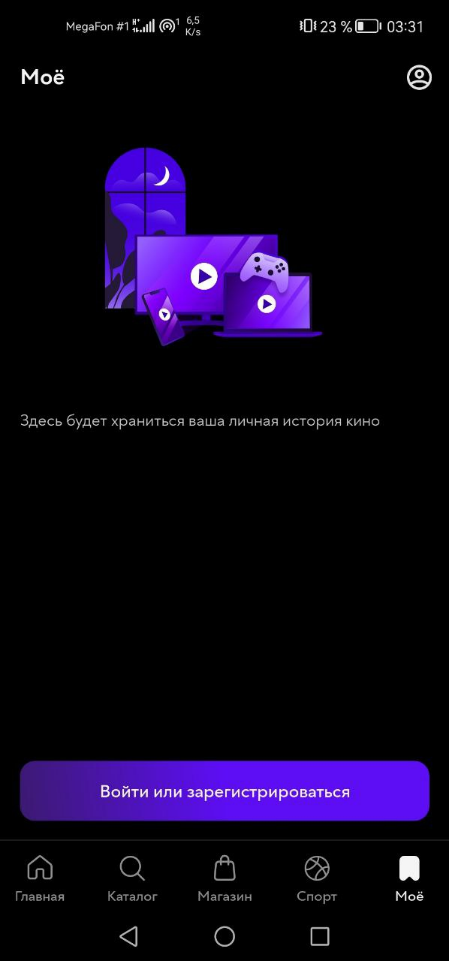 MegaFon #1 H+ 1 6,5 K/s 23 % 03:31
Моё
Здесь будет храниться ваша личная история кино
Войти или зарегистрироваться
Главная Каталог Магазин Спорт Моё